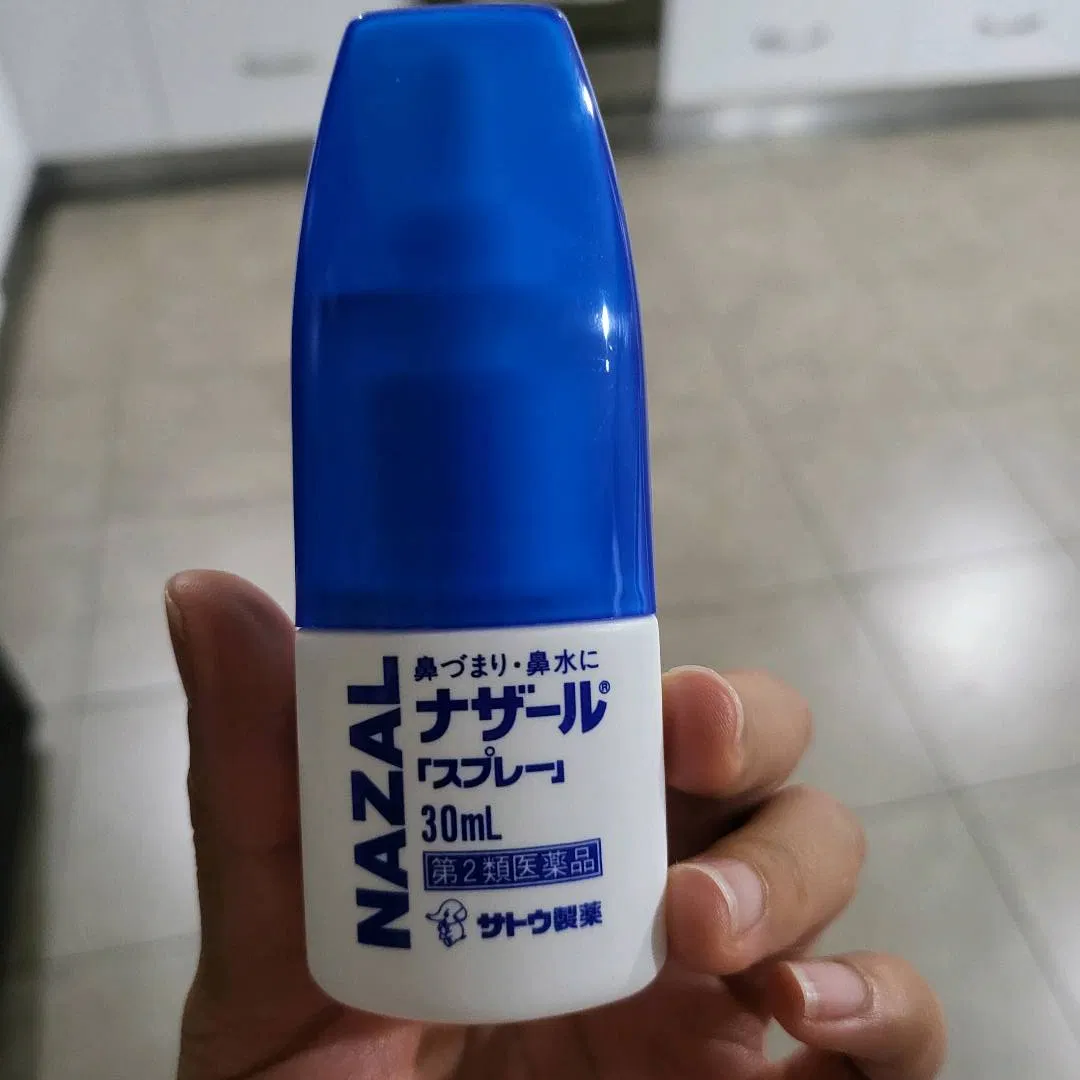 NAZAL
鼻づまり・鼻水に
ナザール®
「スプレー」
30mL
第2類医薬品
サトウ製薬